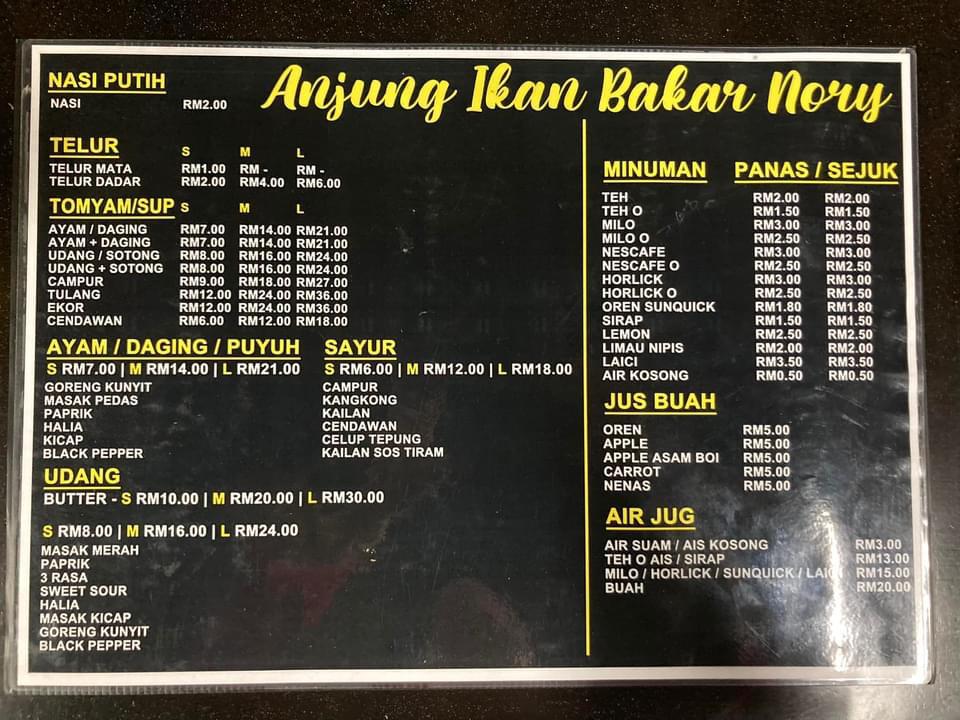 Anjung Ikan Bakar Nory
NASI PUTIH
NASI RM2.00
TELUR S M L
TELUR MATA RM1.00 RM - RM -
TELUR DADAR RM2.00 RM4.00 RM6.00
TOMYAM/SUP S M L
AYAM / DAGING RM7.00 RM14.00 RM21.00
AYAM + DAGING RM7.00 RM14.00 RM21.00
UDANG / SOTONG RM8.00 RM16.00 RM24.00
UDANG + SOTONG RM8.00 RM16.00 RM24.00
CAMPUR RM9.00 RM18.00 RM27.00
TULANG RM12.00 RM24.00 RM36.00
EKOR RM12.00 RM24.00 RM36.00
CENDAWAN RM6.00 RM12.00 RM18.00
AYAM / DAGING / PUYUH
S RM7.00 | M RM14.00 | L RM21.00
GORENG KUNYIT
MASAK PEDAS
PAPRIK
HALIA
KICAP
BLACK PEPPER
SAYUR
S RM6.00 | M RM12.00 | L RM18.00
CAMPUR
KANGKONG
KAILAN
CENDAWAN
CELUP TEPUNG
KAILAN SOS TIRAM
UDANG
BUTTER - S RM10.00 | M RM20.00 | L RM30.00
S RM8.00 | M RM16.00 | L RM24.00
MASAK MERAH
PAPRIK
3 RASA
SWEET SOUR
HALIA
MASAK KICAP
GORENG KUNYIT
BLACK PEPPER
MINUMAN PANAS / SEJUK
TEH RM2.00 RM2.00
TEH O RM1.50 RM1.50
MILO RM3.00 RM3.00
MILO O RM2.50 RM2.50
NESCAFE RM3.00 RM3.00
NESCAFE O RM2.50 RM2.50
HORLICK RM3.00 RM3.00
HORLICK O RM2.50 RM2.50
OREN SUNQUICK RM1.80 RM1.80
SIRAP RM1.50 RM1.50
LEMON RM2.50 RM2.50
LIMAU NIPIS RM2.00 RM2.00
LAICI RM3.50 RM3.50
AIR KOSONG RM0.50 RM0.50
JUS BUAH
OREN RM5.00
APPLE RM5.00
APPLE ASAM BOI RM5.00
CARROT RM5.00
NENAS RM5.00
AIR JUG
AIR SUAM / AIS KOSONG RM3.00
TEH O AIS / SIRAP RM13.00
MILO / HORLICK / SUNQUICK / LAICI RM15.00
BUAH RM20.00